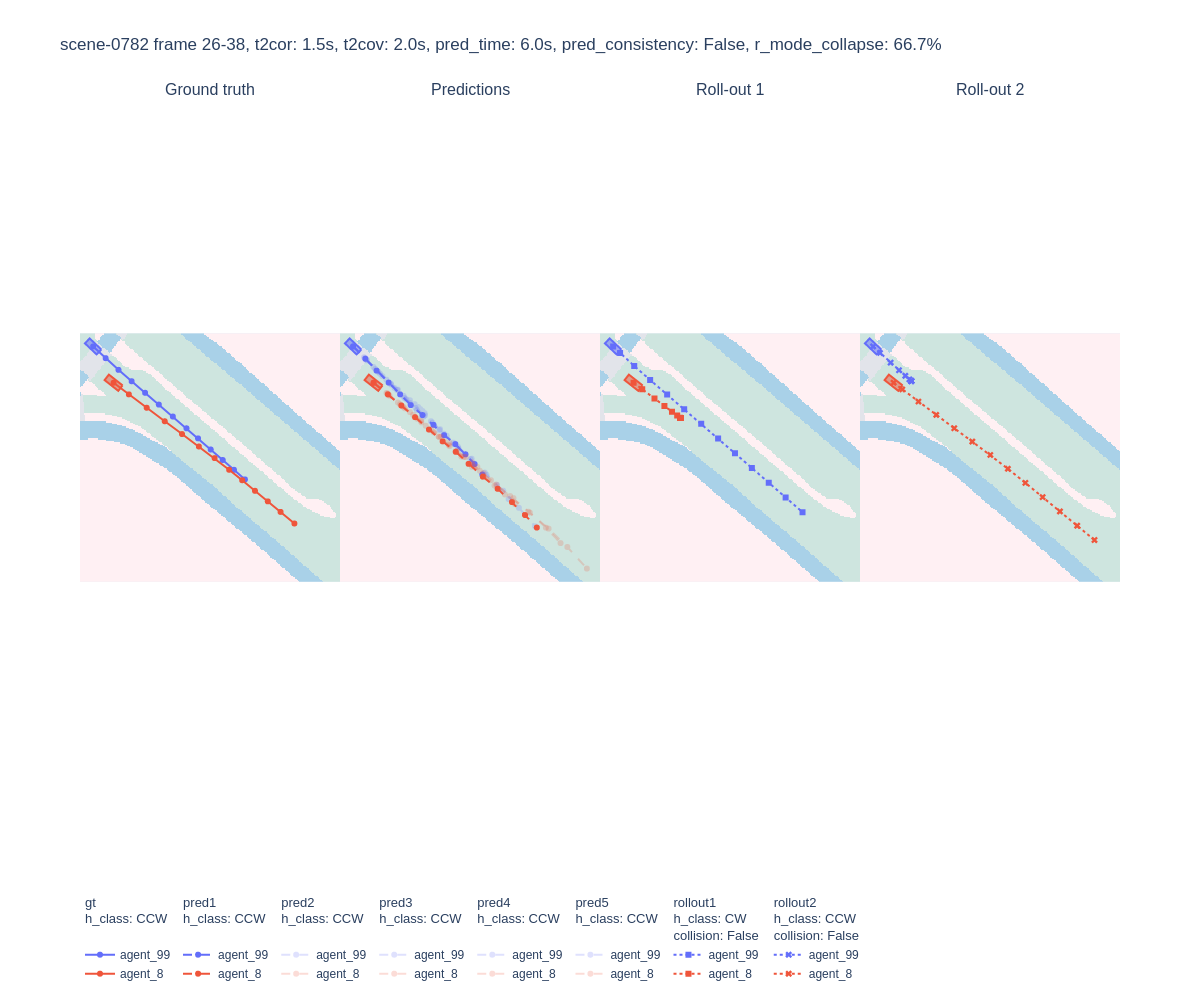 scene-0782 frame 26-38, t2cor: 1.5s, t2cov: 2.0s, pred_time: 6.0s, pred_consistency: False, r_mode_collapse: 66.7%
Ground truth Predictions Roll-out 1 Roll-out 2
gt pred1 pred2 pred3 pred4 pred5 rollout1 rollout2
h_class: CCW h_class: CCW h_class: CCW h_class: CCW h_class: CCW h_class: CCW h_class: CW h_class: CCW
collision: False collision: False
agent_99 agent_99 agent_99 agent_99 agent_99 agent_99 agent_99 agent_99
agent_8 agent_8 agent_8 agent_8 agent_8 agent_8 agent_8 agent_8